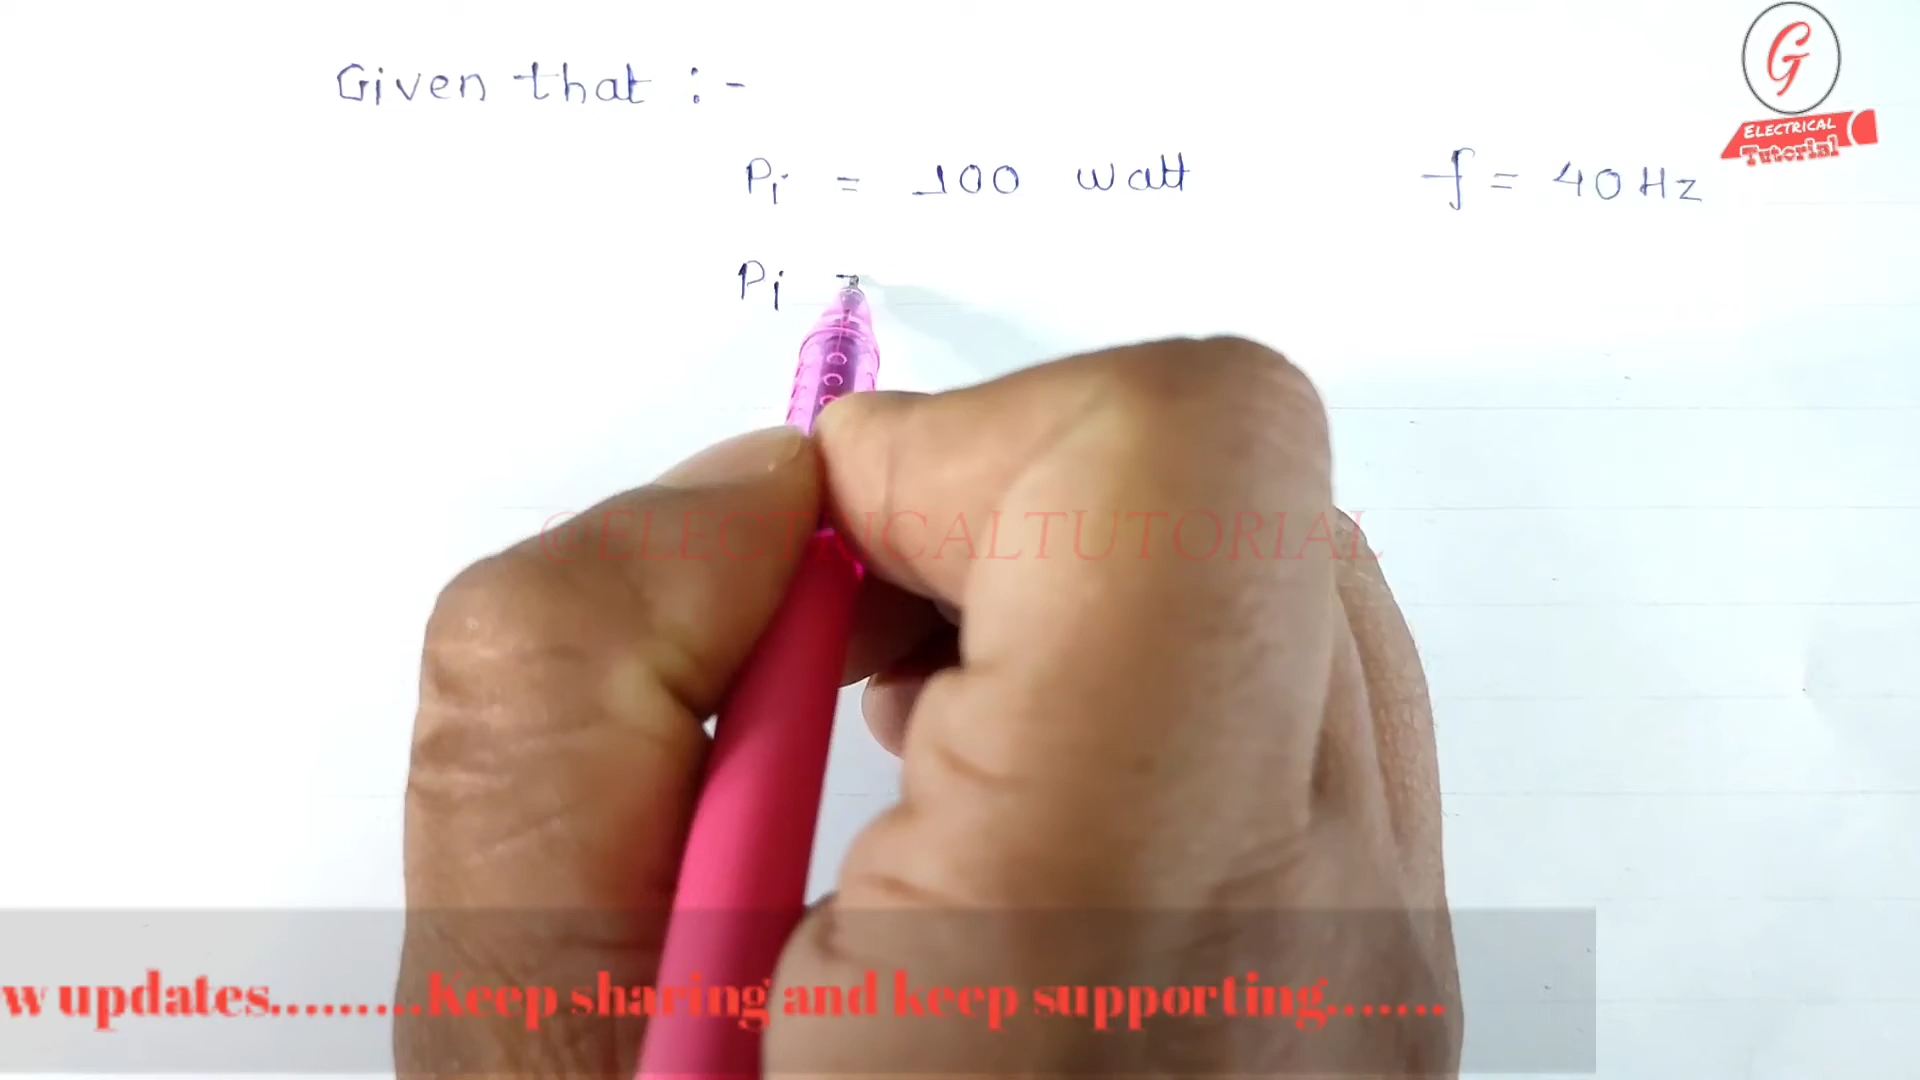 Given that :-
G
ELECTRICAL
Tutorial
Pi = 100 watt f = 40 Hz
Pi =
@ELECTRICALTUTORIAL
w updates.........Keep sharing and keep supporting.......